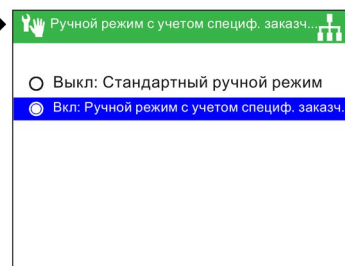 Ручной режим с учетом специф. заказч...
Выкл: Стандартный ручной режим
Вкл: Ручной режим с учетом специф. заказч.